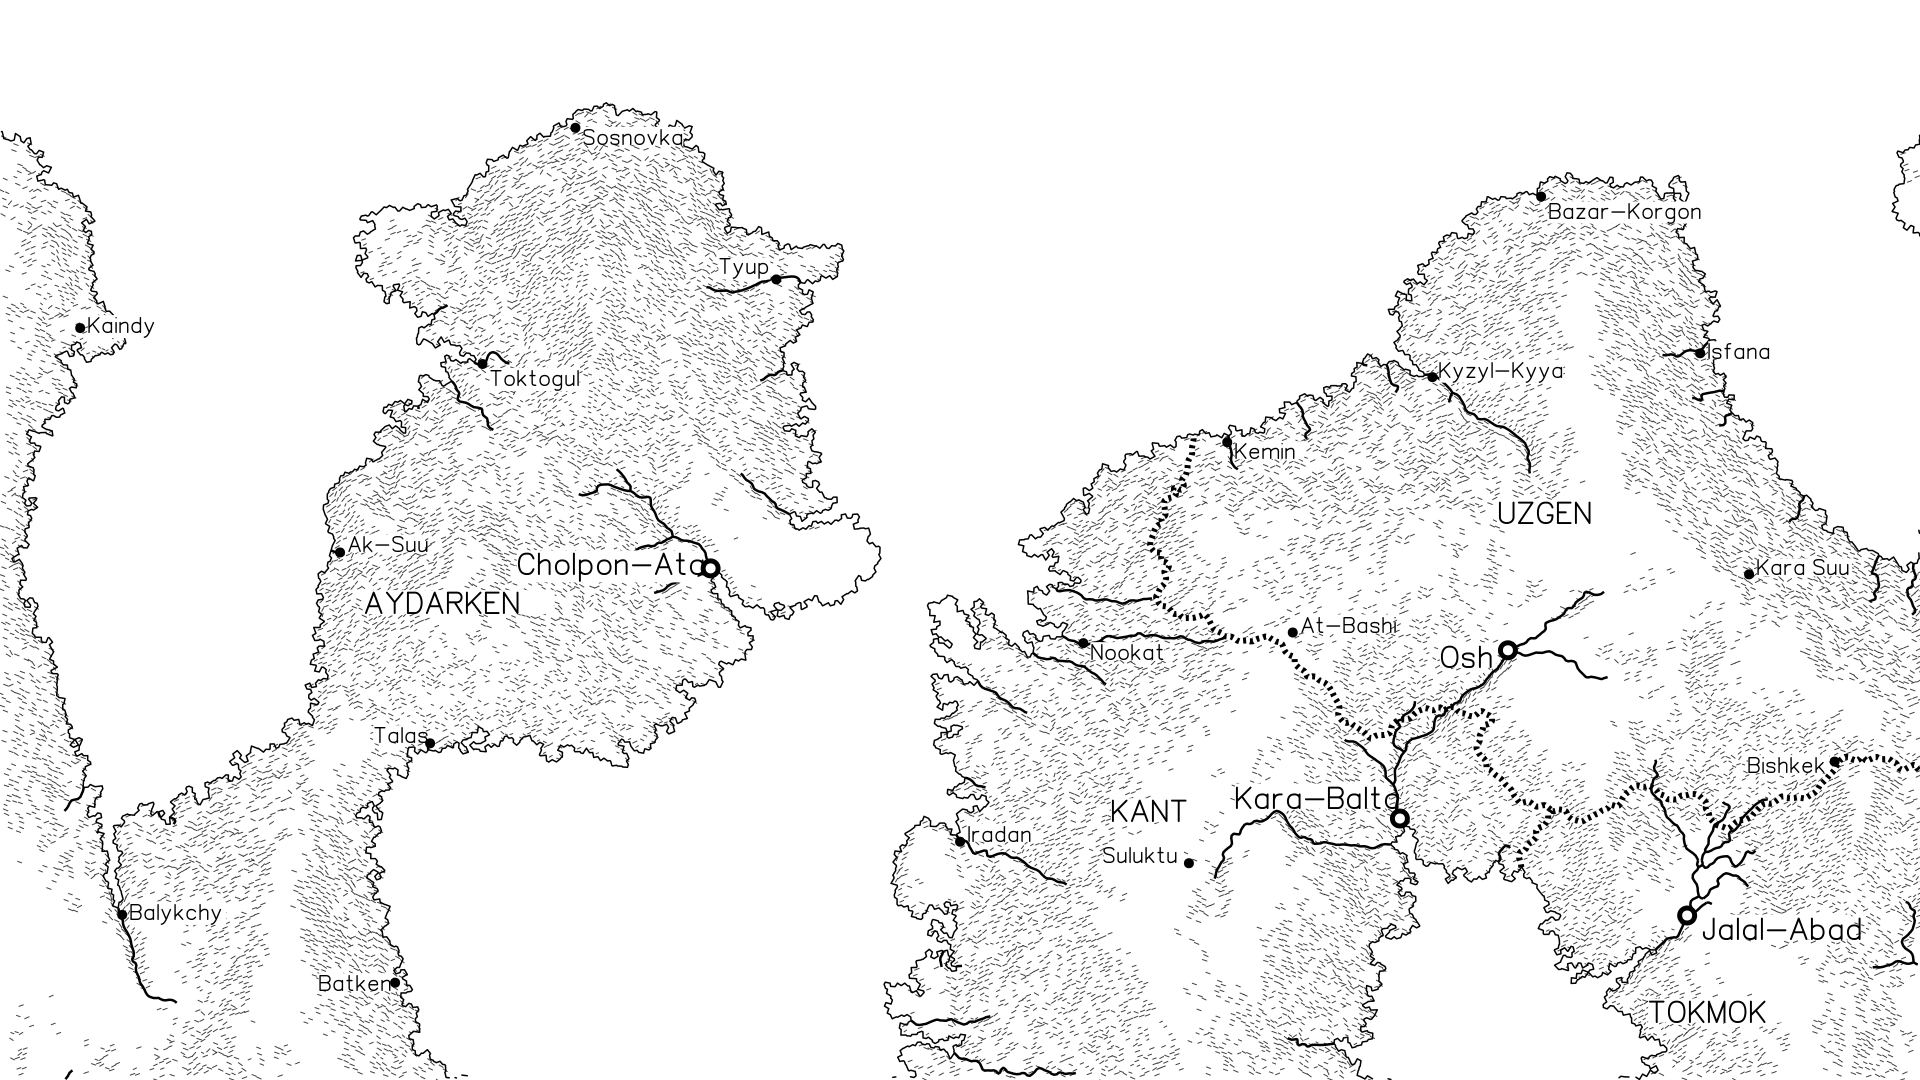 Sosnovka
Bazar-Korgon
Tyup
Kaindy
Isfana
Toktogul
Kyzyl-Kyya
Kemin
UZGEN
Ak-Suu
Cholpon-Ata
Kara Suu
AYDARKEN
At-Bashi
Nookat
Osh
Talas
Bishkek
Kara-Balta
KANT
Iradan
Suluktu
Balykchy
Jalal-Abad
Batken
TOKMOK